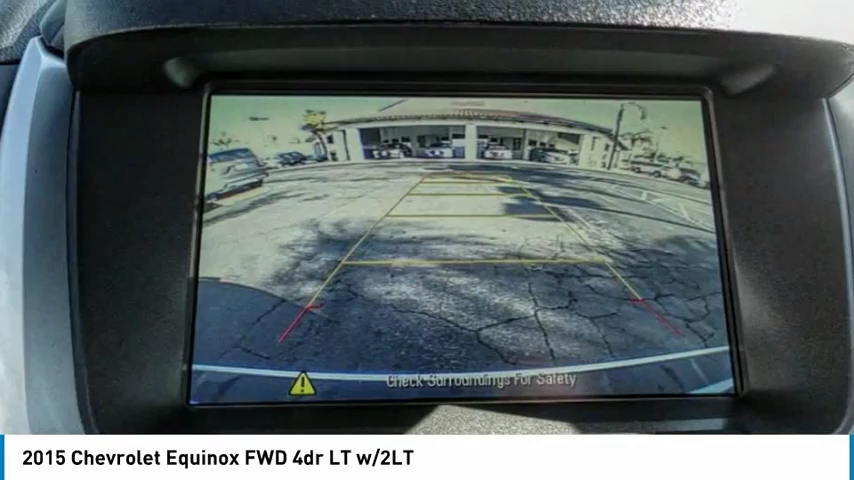 Check Surroundings For Safety
2015 Chevrolet Equinox FWD 4dr LT w/2LT